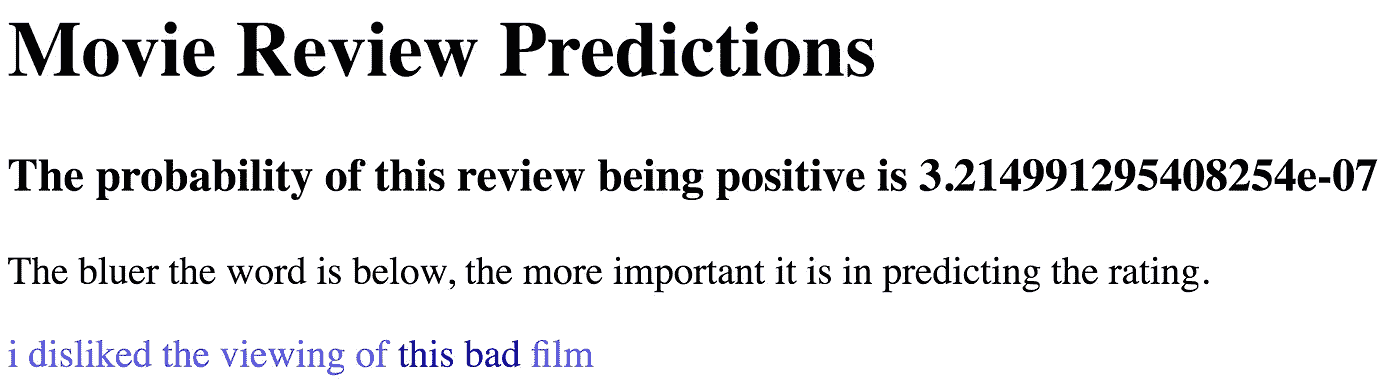 Movie Review Predictions
The probability of this review being positive is 3.214991295408254e-07
The bluer the word is below, the more important it is in predicting the rating.
i disliked the viewing of this bad film